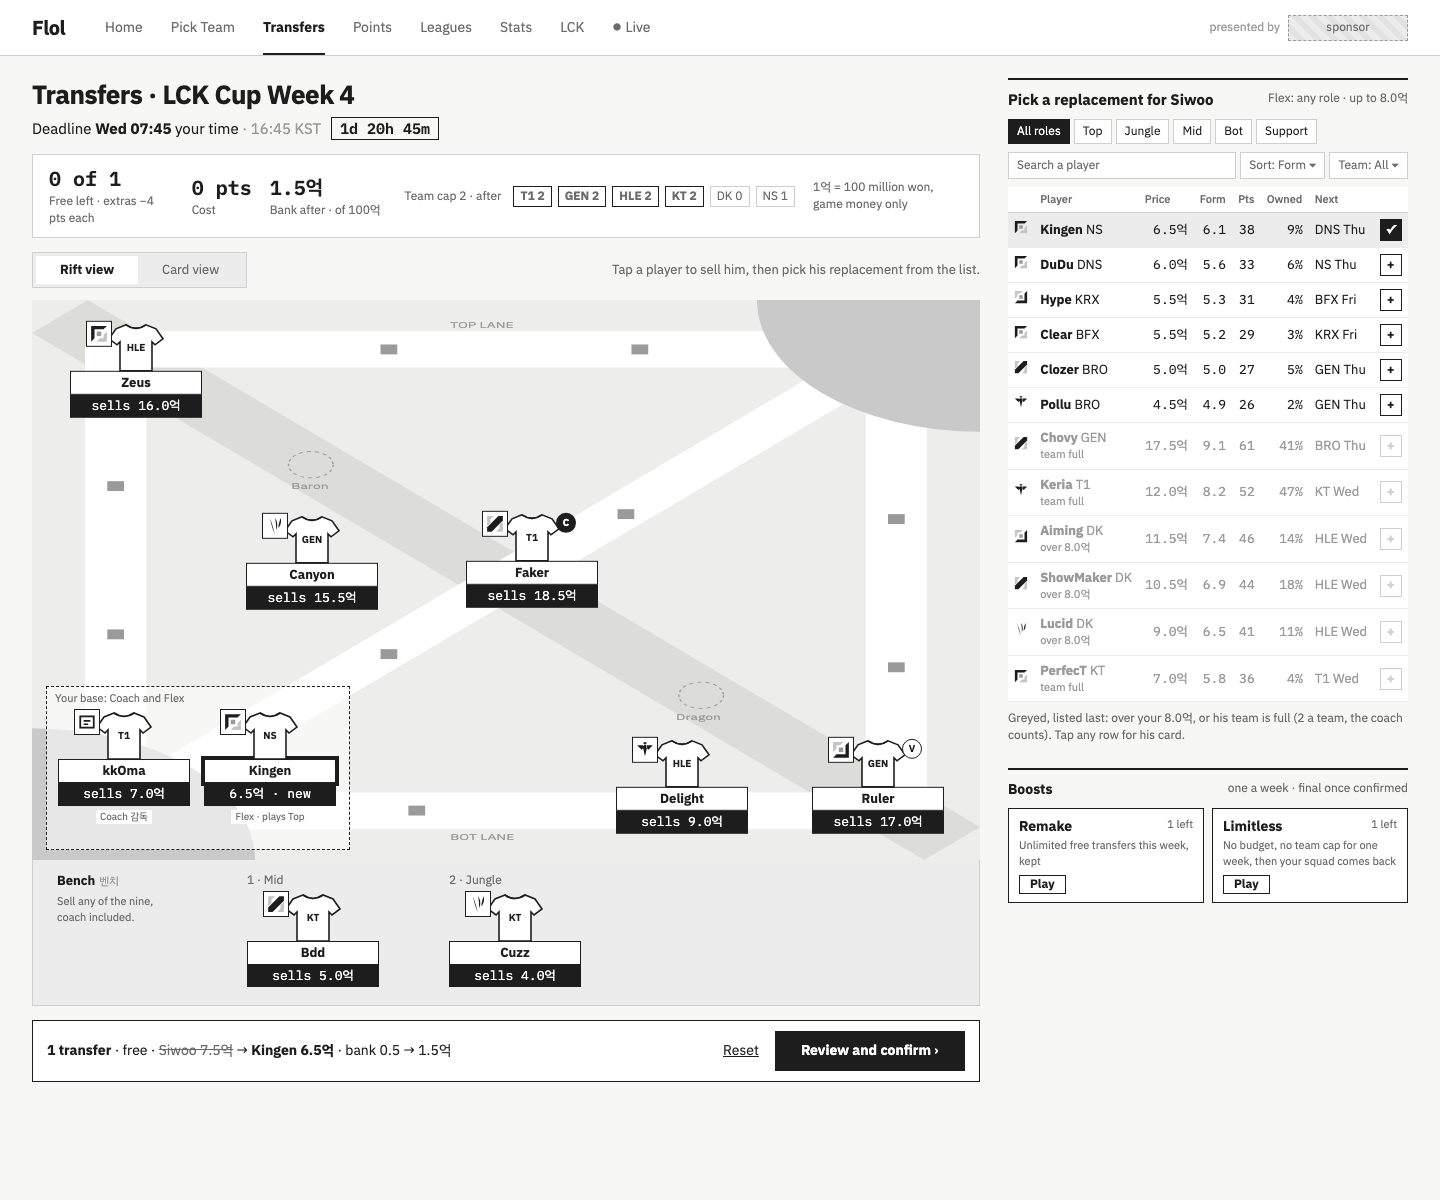 Flol
Home
Pick Team
Transfers
Points
Leagues
Stats
LCK
Live
presented by
sponsor
Transfers · LCK Cup Week 4
Deadline Wed 07:45 your time · 16:45 KST
1d 20h 45m
0 of 1
Free left · extras −4
pts each
0 pts
Cost
1.5억
Bank after · of 100억
Team cap 2 · after
T1 2
GEN 2
HLE 2
KT 2
DK 0
NS 1
1억 = 100 million won,
game money only
Rift view
Card view
Tap a player to sell him, then pick his replacement from the list.
TOP LANE
HLE
Zeus
sells 16.0억
Baron
GEN
Canyon
sells 15.5억
T1
C
Faker
sells 18.5억
Dragon
Your base: Coach and Flex
T1
kkOma
sells 7.0억
Coach 감독
NS
Kingen
6.5억 · new
Flex · plays Top
HLE
Delight
sells 9.0억
GEN
V
Ruler
sells 17.0억
BOT LANE
Bench 벤치
Sell any of the nine,
coach included.
1 · Mid
KT
Bdd
sells 5.0억
2 · Jungle
KT
Cuzz
sells 4.0억
1 transfer · free · Siwoo 7.5억 → Kingen 6.5억 · bank 0.5 → 1.5억
Reset
Review and confirm ›
Pick a replacement for Siwoo
Flex: any role · up to 8.0억
All roles
Top
Jungle
Mid
Bot
Support
Search a player
Sort: Form
Team: All
Player Price Form Pts Owned Next
Kingen NS 6.5억 6.1 38 9% DNS Thu ✓
DuDu DNS 6.0억 5.6 33 6% NS Thu +
Hype KRX 5.5억 5.3 31 4% BFX Fri +
Clear BFX 5.5억 5.2 29 3% KRX Fri +
Clozer BRO 5.0억 5.0 27 5% GEN Thu +
Pollu BRO 4.5억 4.9 26 2% GEN Thu +
Chovy GEN 17.5억 9.1 61 41% BRO Thu +
team full
Keria T1 12.0억 8.2 52 47% KT Wed +
team full
Aiming DK 11.5억 7.4 46 14% HLE Wed +
over 8.0억
ShowMaker DK 10.5억 6.9 44 18% HLE Wed +
over 8.0억
Lucid DK 9.0억 6.5 41 11% HLE Wed +
over 8.0억
PerfecT KT 7.0억 5.8 36 4% T1 Wed +
team full
Greyed, listed last: over your 8.0억, or his team is full (2 a team, the coach
counts). Tap any row for his card.
Boosts
one a week · final once confirmed
Remake
1 left
Unlimited free transfers this week,
kept
Play
Limitless
1 left
No budget, no team cap for one
week, then your squad comes back
Play